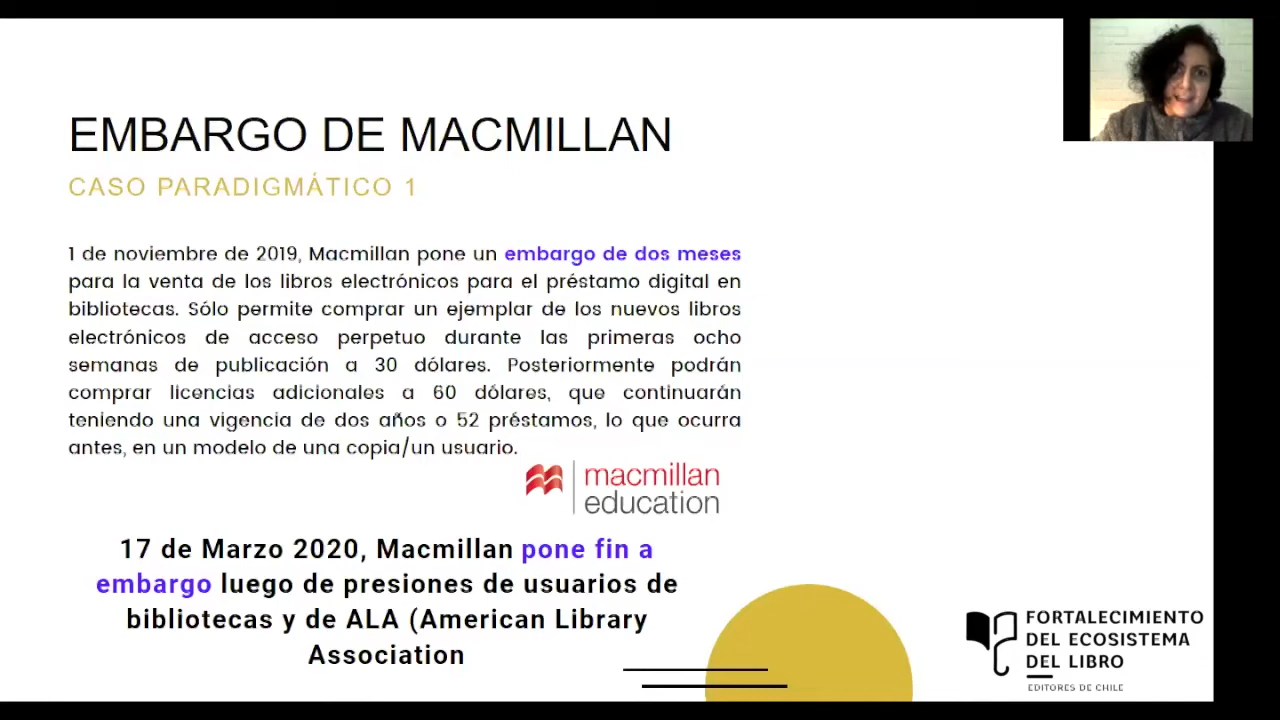 EMBARGO DE MACMILLAN
CASO PARADIGMÁTICO 1
1 de noviembre de 2019, Macmillan pone un embargo de dos meses
para la venta de los libros electrónicos para el préstamo digital en
bibliotecas. Sólo permite comprar un ejemplar de los nuevos libros
electrónicos de acceso perpetuo durante las primeras ocho
semanas de publicación a 30 dólares. Posteriormente podrán
comprar licencias adicionales a 60 dólares, que continuarán
teniendo una vigencia de dos años o 52 préstamos, lo que ocurra
antes, en un modelo de una copia/un usuario.
macmillan
education
17 de Marzo 2020, Macmillan pone fin a
embargo luego de presiones de usuarios de
bibliotecas y de ALA (American Library
Association
FORTALECIMIENTO
DEL ECOSISTEMA
DEL LIBRO
EDITORES DE CHILE